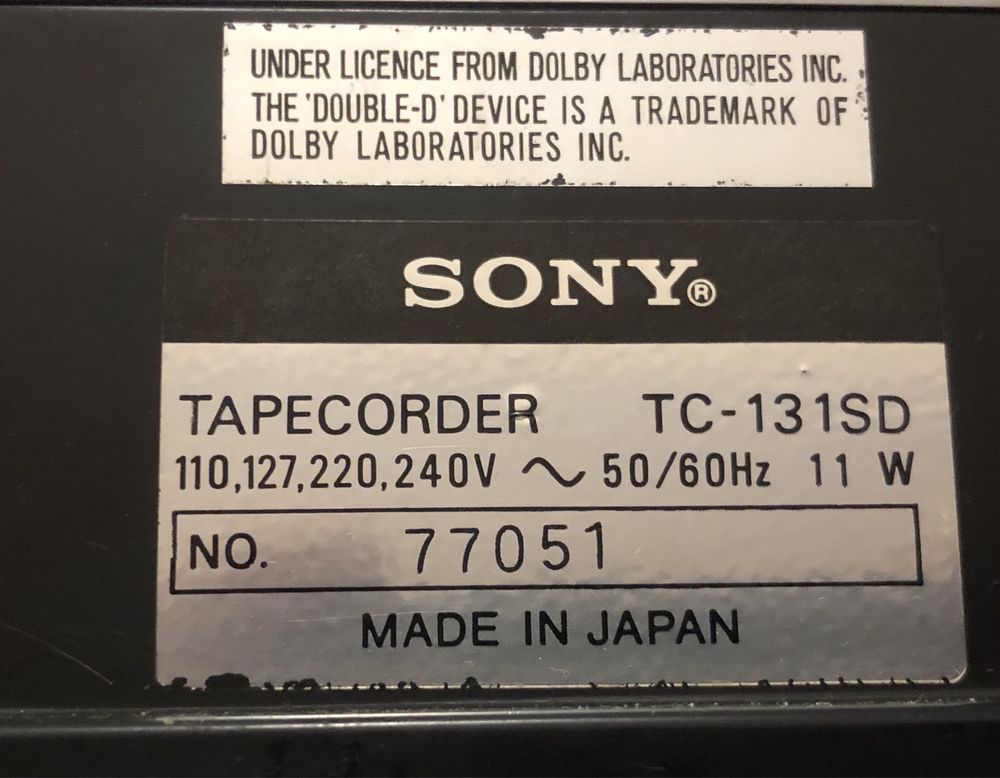 UNDER LICENCE FROM DOLBY LABORATORIES INC.
THE 'DOUBLE-D' DEVICE IS A TRADEMARK OF
DOLBY LABORATORIES INC.
SONY®
TAPECORDER TC-131SD
110,127,220,240V ~ 50/60Hz 11 W
NO. 77051
MADE IN JAPAN